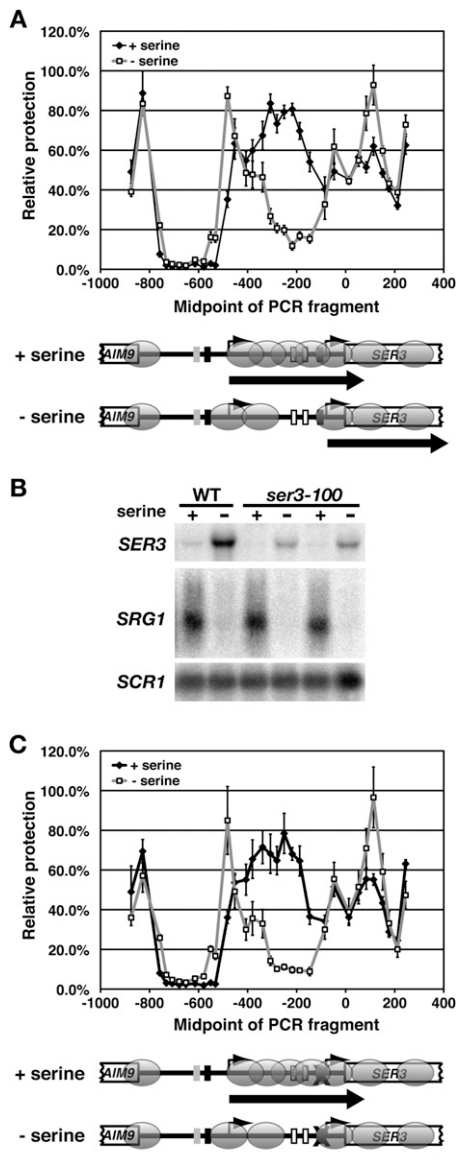 A
+ serine
- serine
120.0%
100.0%
80.0%
60.0%
40.0%
20.0%
0.0%
Relative protection
-1000 -800 -600 -400 -200 0 200 400
Midpoint of PCR fragment
+ serine AIM9 SER3
- serine AIM9 SER3
B
WT ser3-100
serine + - + - + -
SER3
SRG1
SCR1
C
+ serine
- serine
120.0%
100.0%
80.0%
60.0%
40.0%
20.0%
0.0%
Relative protection
-1000 -800 -600 -400 -200 0 200 400
Midpoint of PCR fragment
+ serine AIM9 SER3
- serine AIM9 SER3